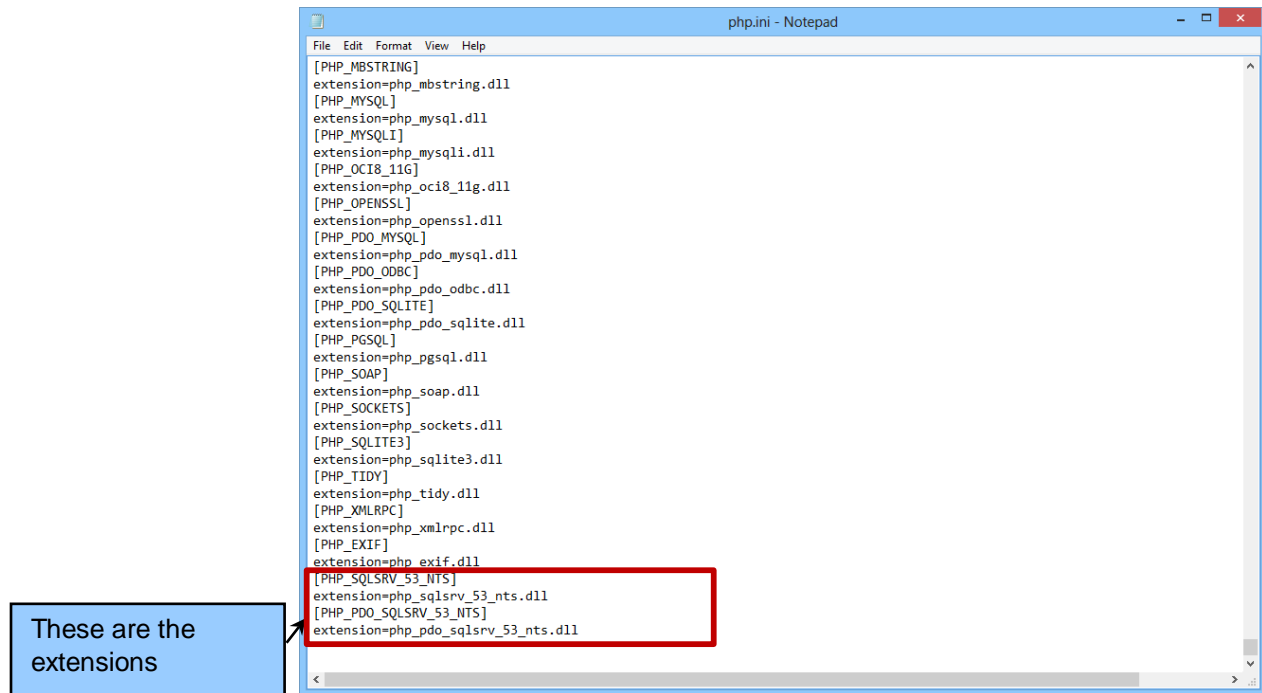 php.ini - Notepad
File Edit Format View Help
[PHP_MBSTRING]
extension=php_mbstring.dll
[PHP_MYSQL]
extension=php_mysql.dll
[PHP_MYSQLI]
extension=php_mysqli.dll
[PHP_OCI8_11G]
extension=php_oci8_11g.dll
[PHP_OPENSSL]
extension=php_openssl.dll
[PHP_PDO_MYSQL]
extension=php_pdo_mysql.dll
[PHP_PDO_ODBC]
extension=php_pdo_odbc.dll
[PHP_PDO_SQLITE]
extension=php_pdo_sqlite.dll
[PHP_PGSQL]
extension=php_pgsql.dll
[PHP_SOAP]
extension=php_soap.dll
[PHP_SOCKETS]
extension=php_sockets.dll
[PHP_SQLITE3]
extension=php_sqlite3.dll
[PHP_TIDY]
extension=php_tidy.dll
[PHP_XMLRPC]
extension=php_xmlrpc.dll
[PHP_EXIF]
extension=php_exif.dll
[PHP_SQLSRV_53_NTS]
extension=php_sqlsrv_53_nts.dll
[PHP_PDO_SQLSRV_53_NTS]
extension=php_pdo_sqlsrv_53_nts.dll
These are the
extensions